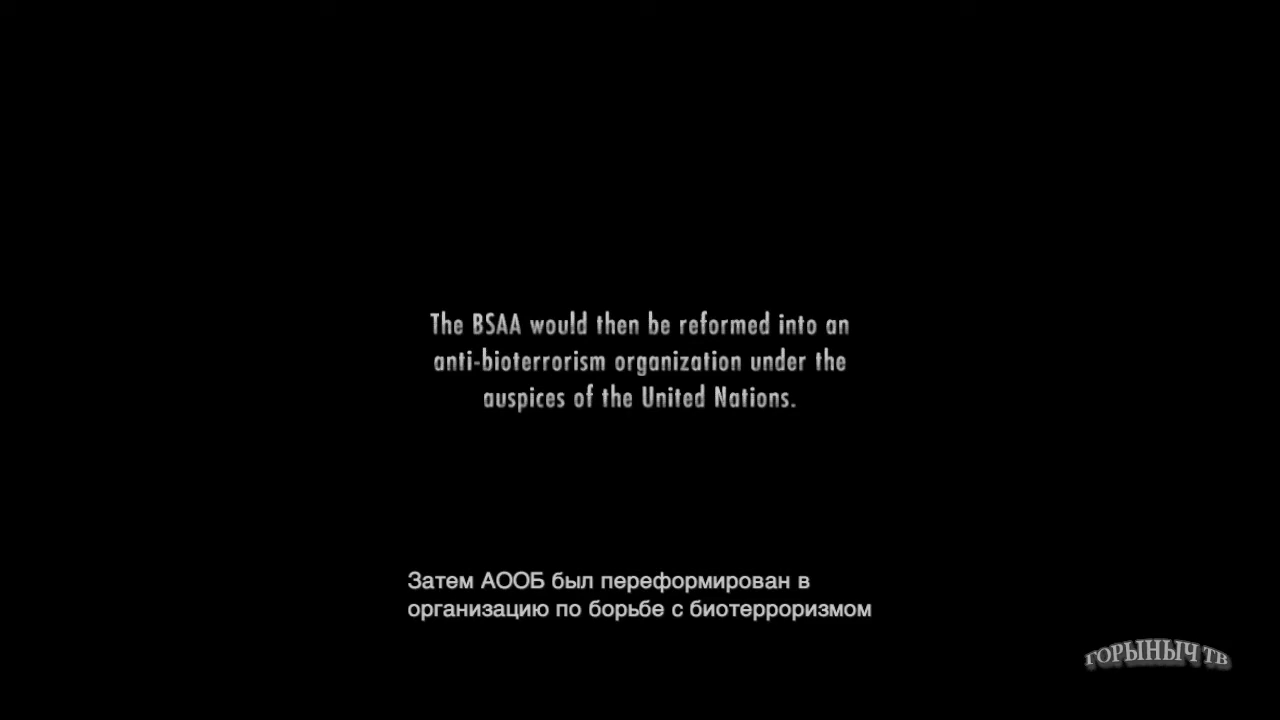 The BSAA would then be reformed into an
anti-bioterrorism organization under the
auspices of the United Nations.
Затем АООБ был переформирован в
организацию по борьбе с биотерроризмом
ГОРЫНЫЧ ТВ